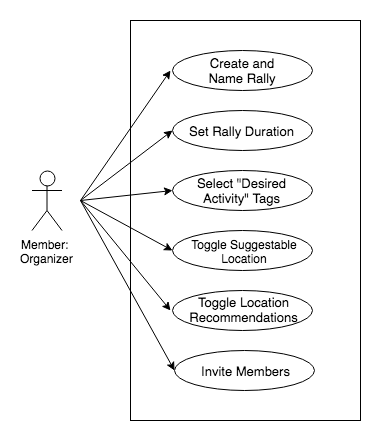 Create and
Name Rally
Set Rally Duration
Select "Desired
Activity" Tags
Member:
Organizer
Toggle Suggestable
Location
Toggle Location
Recommendations
Invite Members